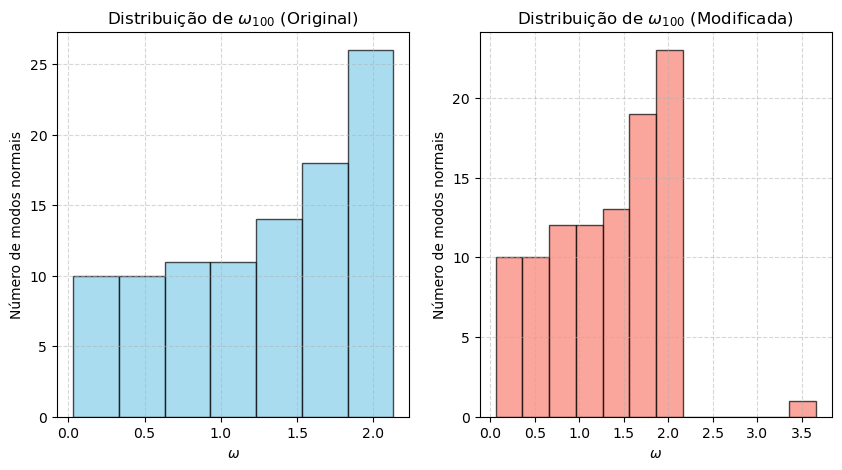 Distribuição de ω₁₀₀ (Original)
Número de modos normais
25
20
15
10
5
0
0.0 0.5 1.0 1.5 2.0
ω
Distribuição de ω₁₀₀ (Modificada)
Número de modos normais
20
15
10
5
0
0.0 0.5 1.0 1.5 2.0 2.5 3.0 3.5
ω